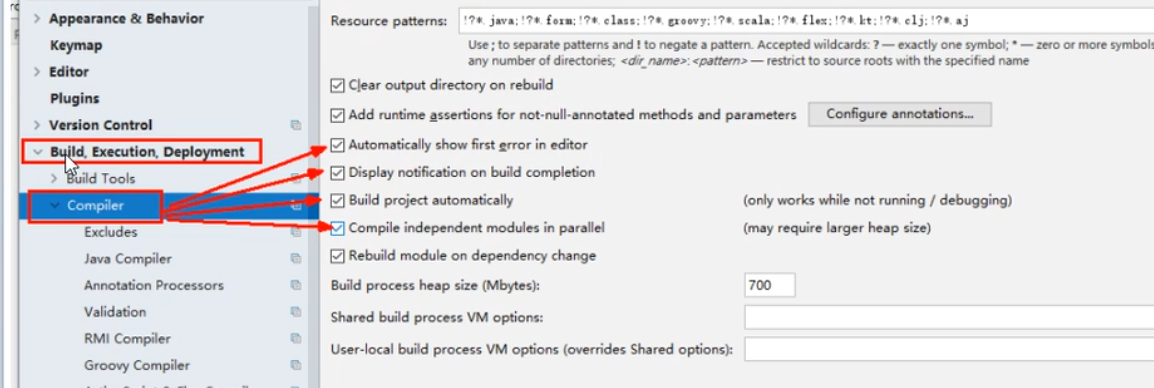 Appearance & Behavior
Keymap
Editor
Plugins
Version Control
Build, Execution, Deployment
Build Tools
Compiler
Excludes
Java Compiler
Annotation Processors
Validation
RMI Compiler
Groovy Compiler
Resource patterns: !?*.java;!?*.form;!?*.class;!?*.groovy;!?*.scala;!?*.flex;!?*.kt;!?*.clj;!?*.aj
Use ; to separate patterns and ! to negate a pattern. Accepted wildcards: ? — exactly one symbol; * — zero or more symbols
any number of directories; <dir_name>:<pattern> — restrict to source roots with the specified name
Clear output directory on rebuild
Add runtime assertions for not-null-annotated methods and parameters Configure annotations...
Automatically show first error in editor
Display notification on build completion
Build project automatically (only works while not running / debugging)
Compile independent modules in parallel (may require larger heap size)
Rebuild module on dependency change
Build process heap size (Mbytes): 700
Shared build process VM options:
User-local build process VM options (overrides Shared options):